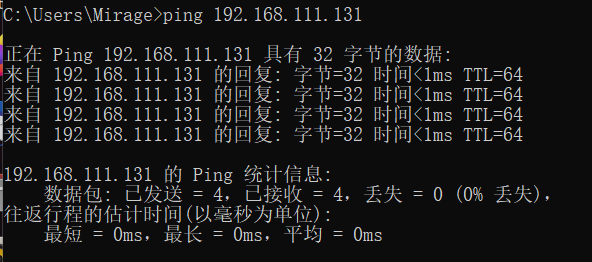 C:\Users\Mirage>ping 192.168.111.131
正在 Ping 192.168.111.131 具有 32 字节的数据:
来自 192.168.111.131 的回复: 字节=32 时间<1ms TTL=64
来自 192.168.111.131 的回复: 字节=32 时间<1ms TTL=64
来自 192.168.111.131 的回复: 字节=32 时间<1ms TTL=64
来自 192.168.111.131 的回复: 字节=32 时间<1ms TTL=64
192.168.111.131 的 Ping 统计信息:
数据包: 已发送 = 4，已接收 = 4，丢失 = 0 (0% 丢失)，
往返行程的估计时间(以毫秒为单位):
最短 = 0ms，最长 = 0ms，平均 = 0ms